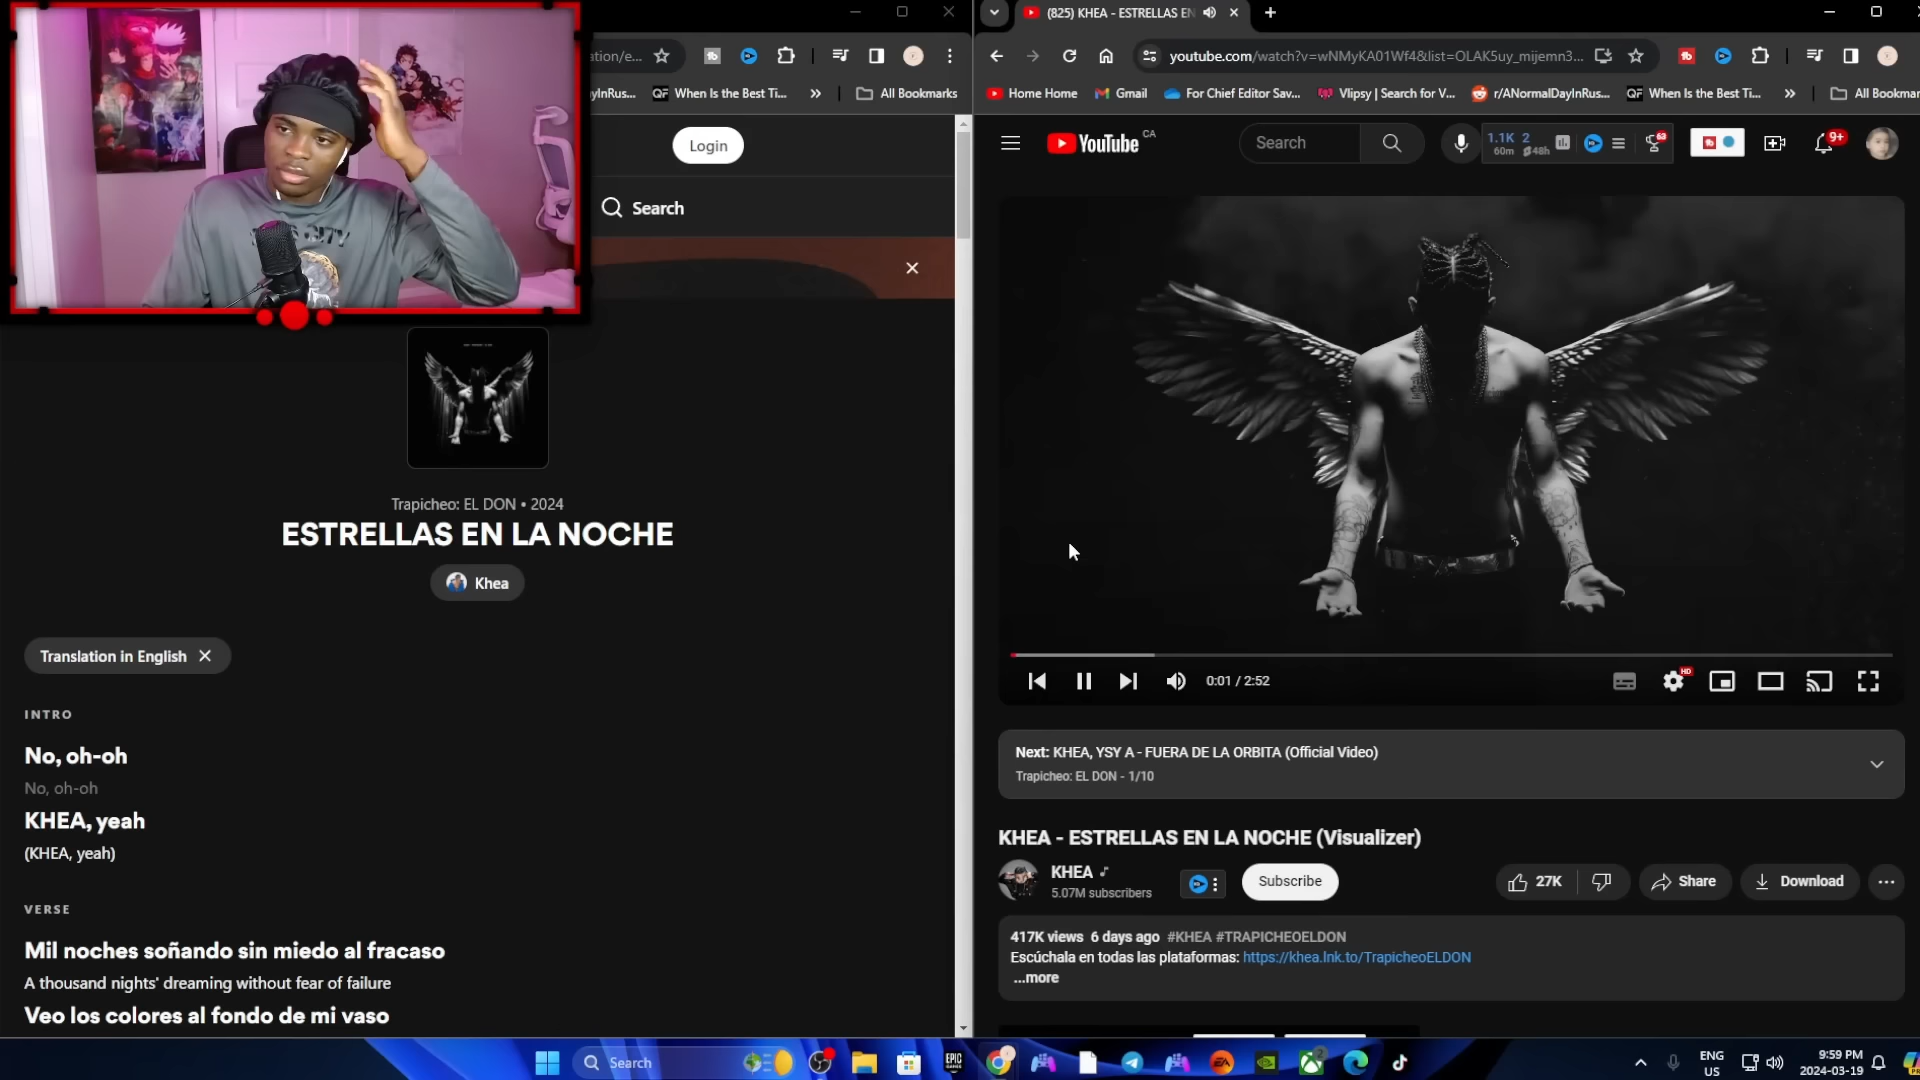 ation/e...
yInRus...
When Is the Best Ti...
All Bookmarks
Login
Search
Trapicheo: EL DON • 2024
ESTRELLAS EN LA NOCHE
Khea
Translation in English
INTRO
No, oh-oh
No, oh-oh
KHEA, yeah
(KHEA, yeah)
VERSE
Mil noches soñando sin miedo al fracaso
A thousand nights' dreaming without fear of failure
Veo los colores al fondo de mi vaso
(825) KHEA - ESTRELLAS EN
youtube.com/watch?v=wNMyKA01Wf4&list=OLAK5uy_mijemn3...
Home Home
Gmail
For Chief Editor Sav...
Vlipsy | Search for V...
r/ANormalDayInRus...
When Is the Best Ti...
All Bookmar
YouTube CA
Search
1.1K 2
60m 48h
63
9+
0:01 / 2:52
HD
Next: KHEA, YSY A - FUERA DE LA ORBITA (Official Video)
Trapicheo: EL DON - 1/10
KHEA - ESTRELLAS EN LA NOCHE (Visualizer)
KHEA
5.07M subscribers
Subscribe
27K
Share
Download
417K views 6 days ago #KHEA #TRAPICHEOELDON
Escúchala en todas las plataformas: https://khea.lnk.to/TrapicheoELDON
...more
Search
EPIC
ENG
US
9:59 PM
2024-03-19